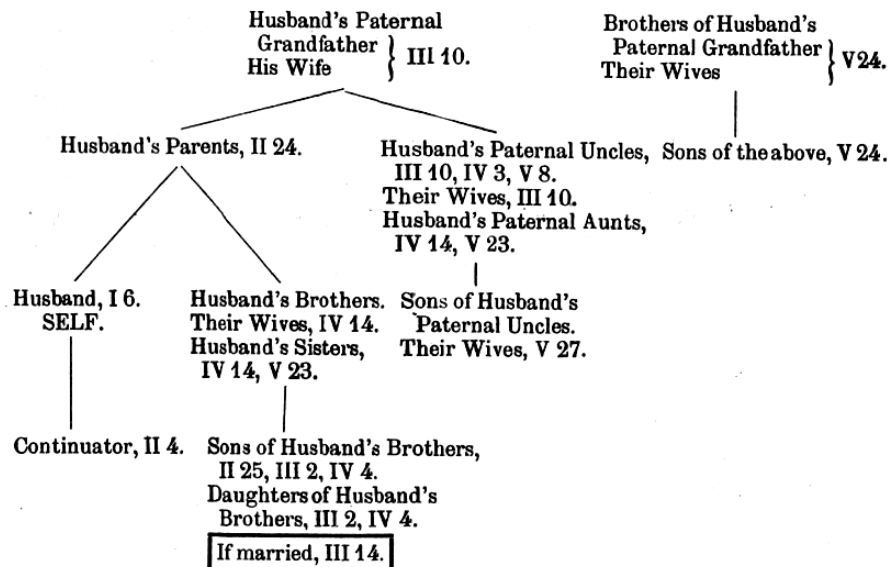 Husband's Paternal
Grandfather
His Wife
III 10.
Brothers of Husband's
Paternal Grandfather
Their Wives
V 24.
Husband's Parents, II 24.
Husband's Paternal Uncles,
III 10, IV 3, V 8.
Their Wives, III 10.
Husband's Paternal Aunts,
IV 14, V 23.
Sons of the above, V 24.
Husband, I 6.
SELF.
Husband's Brothers.
Their Wives, IV 14.
Husband's Sisters,
IV 14, V 23.
Sons of Husband's
Paternal Uncles.
Their Wives, V 27.
Continuator, II 4.
Sons of Husband's Brothers,
II 25, III 2, IV 4.
Daughters of Husband's
Brothers, III 2, IV 4.
If married, III 14.